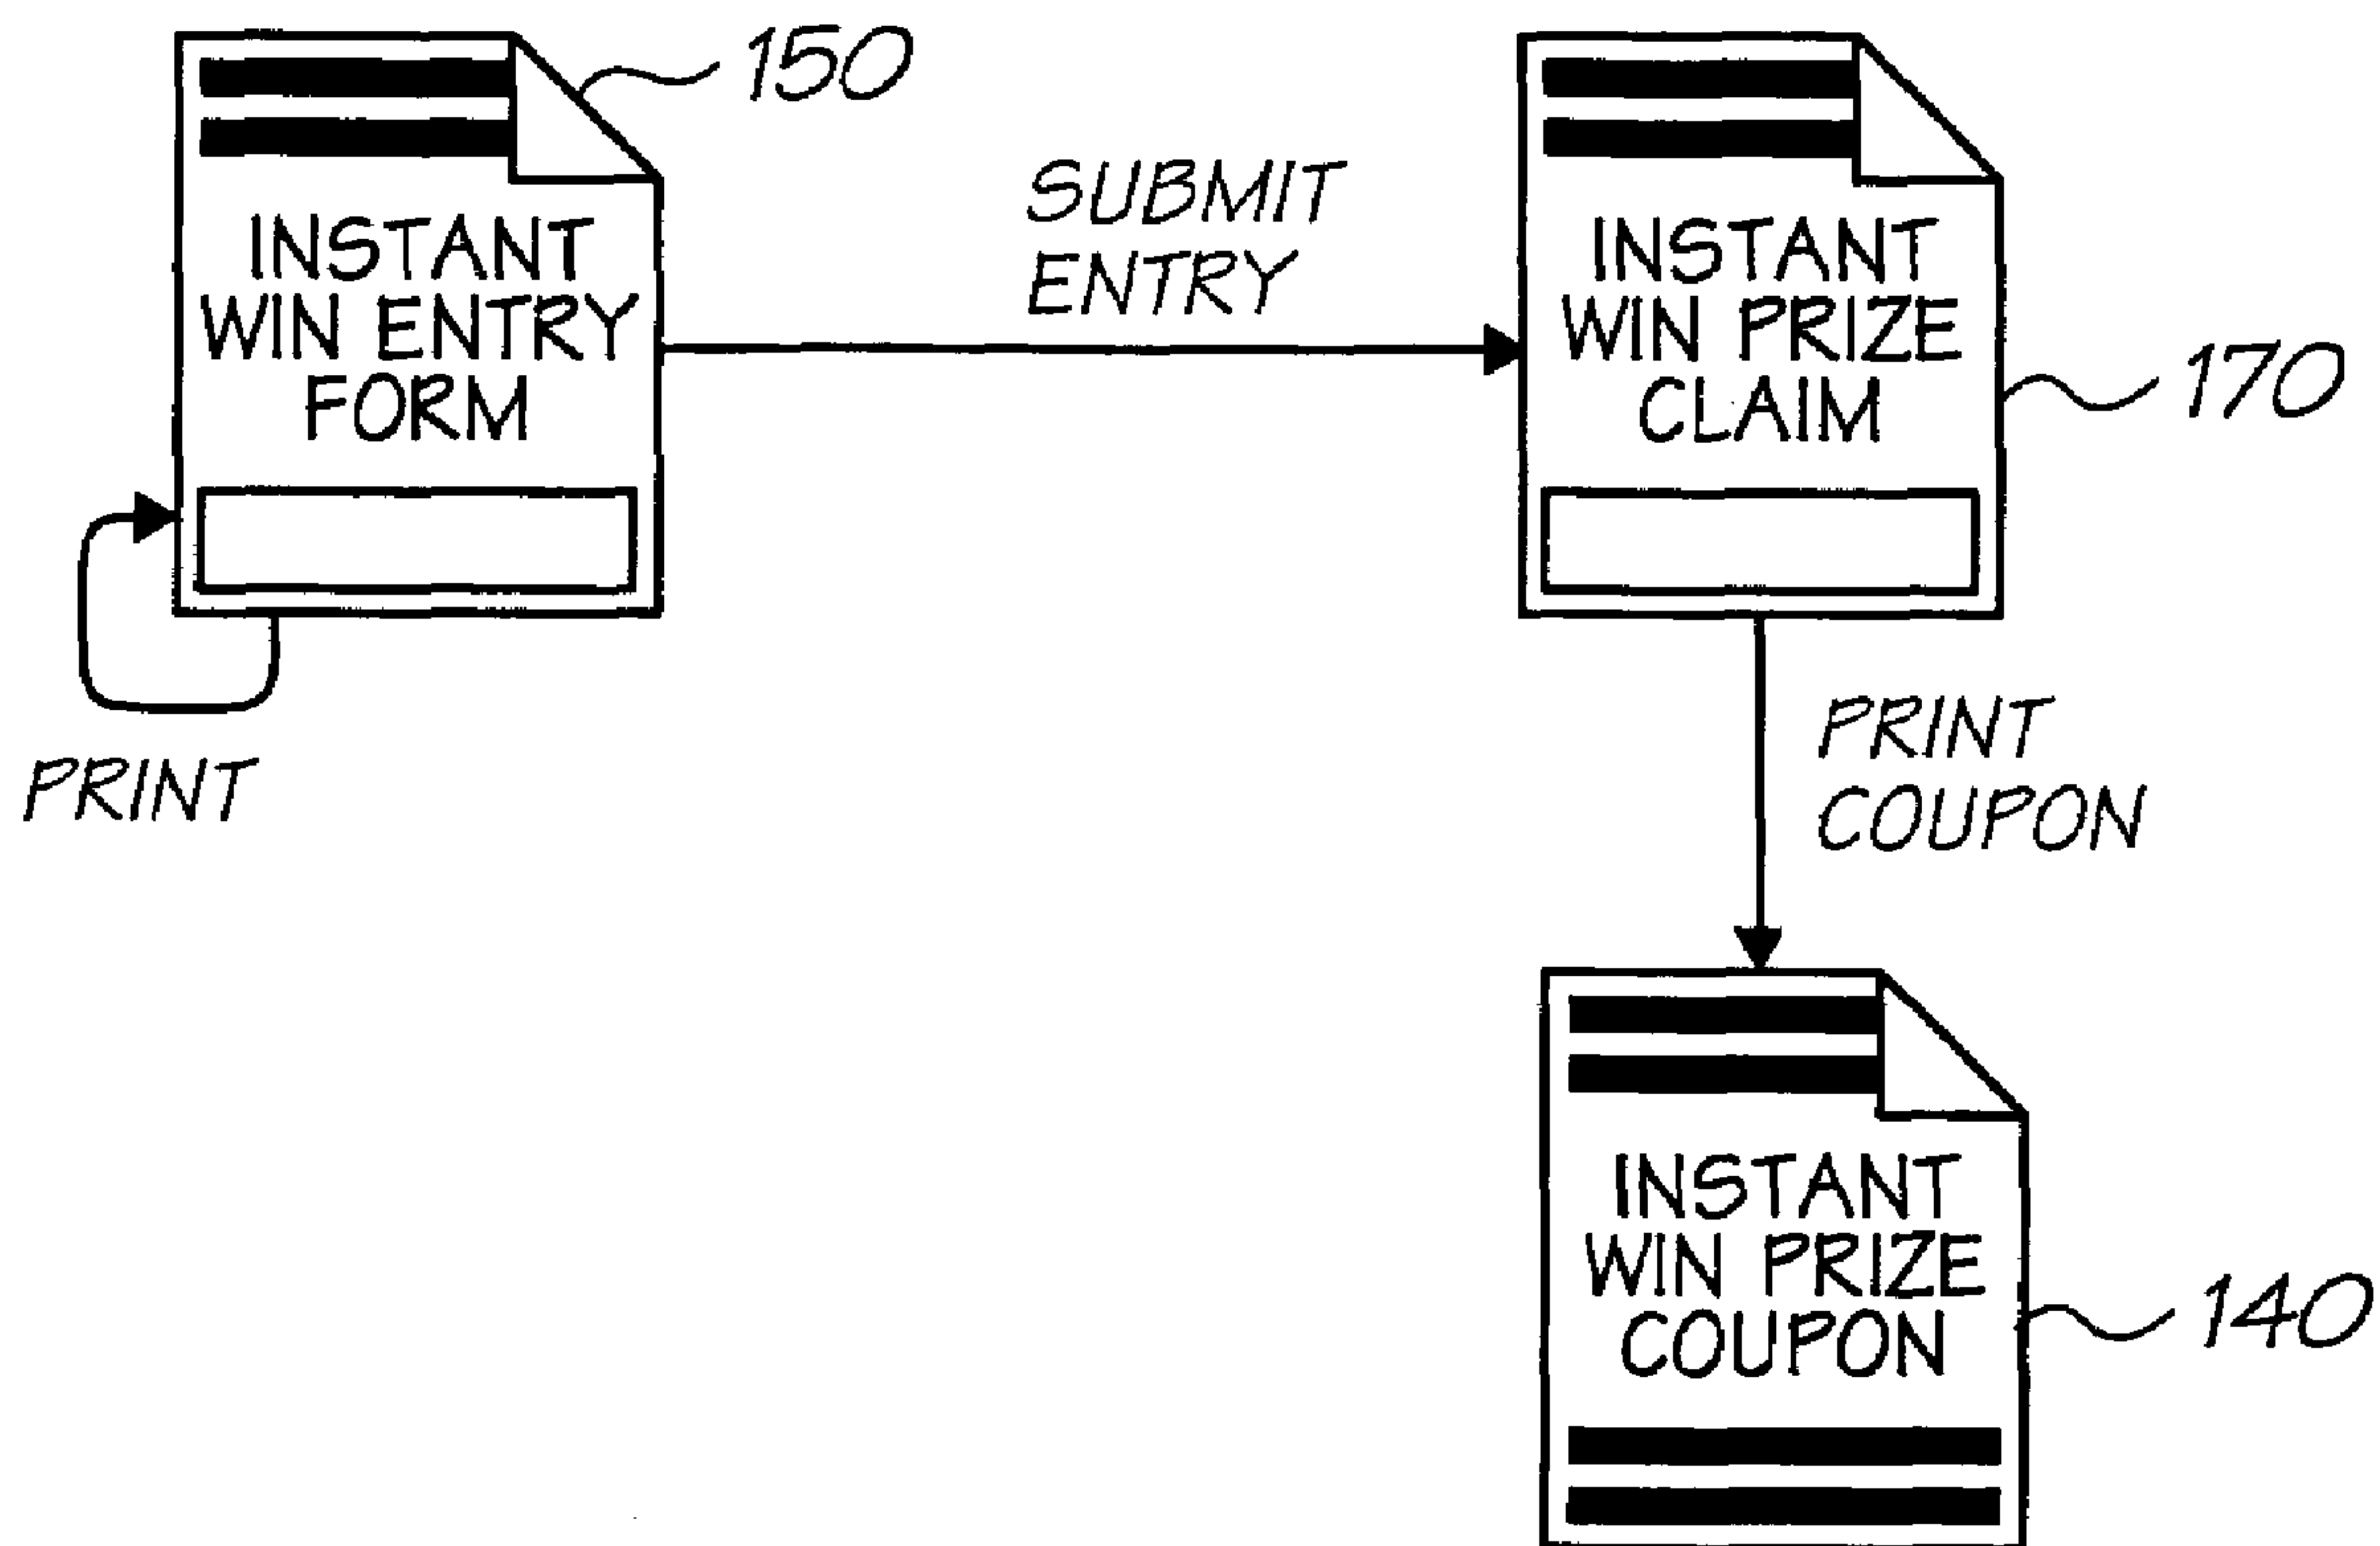 150
INSTANT
WIN ENTRY
FORM
PRINT
SUBMIT
ENTRY
INSTANT
WIN PRIZE
CLAIM
170
PRINT
COUPON
INSTANT
WIN PRIZE
COUPON
140